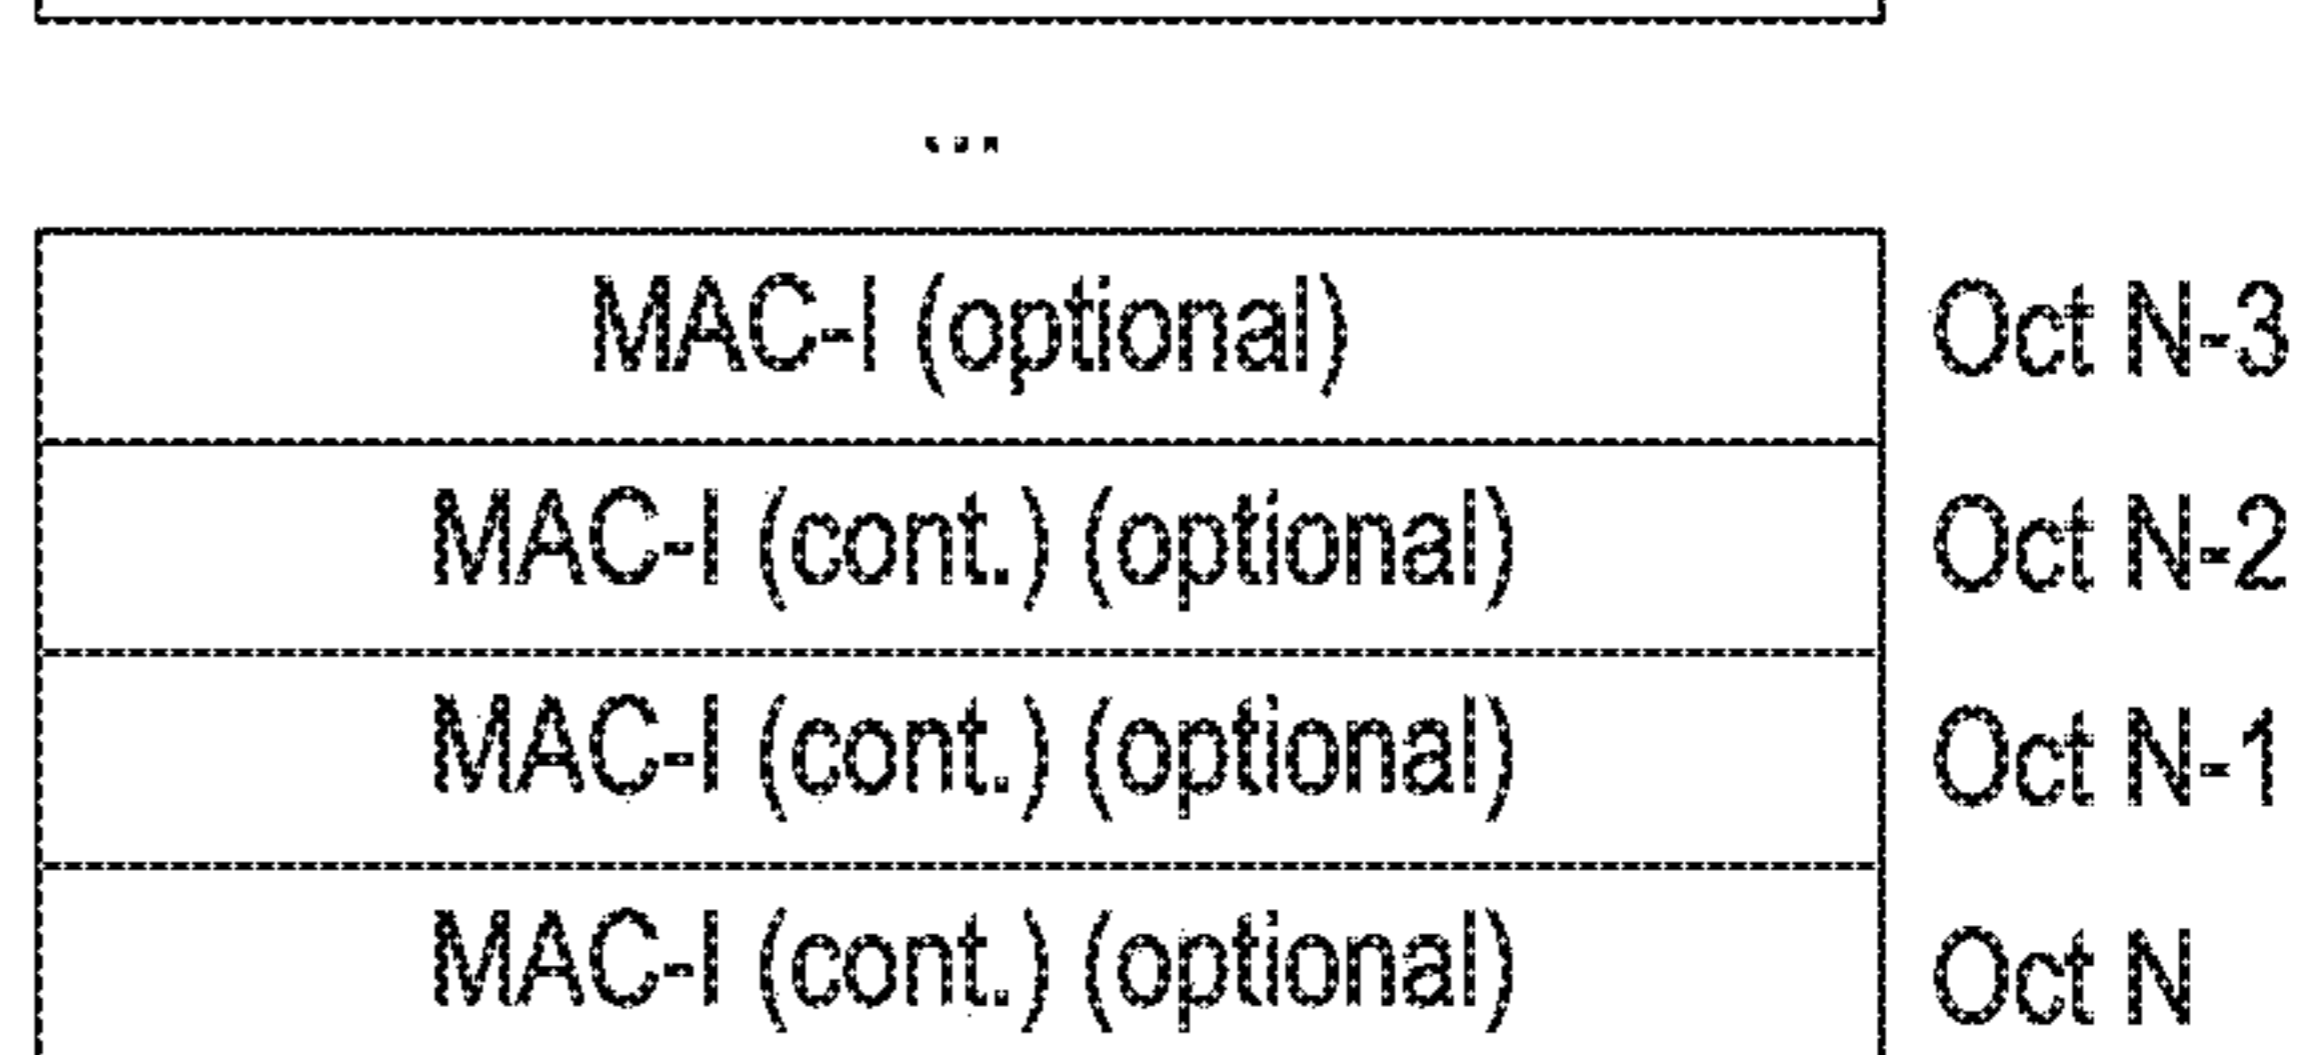 ...
MAC-I (optional) Oct N-3
MAC-I (cont.) (optional) Oct N-2
MAC-I (cont.) (optional) Oct N-1
MAC-I (cont.) (optional) Oct N